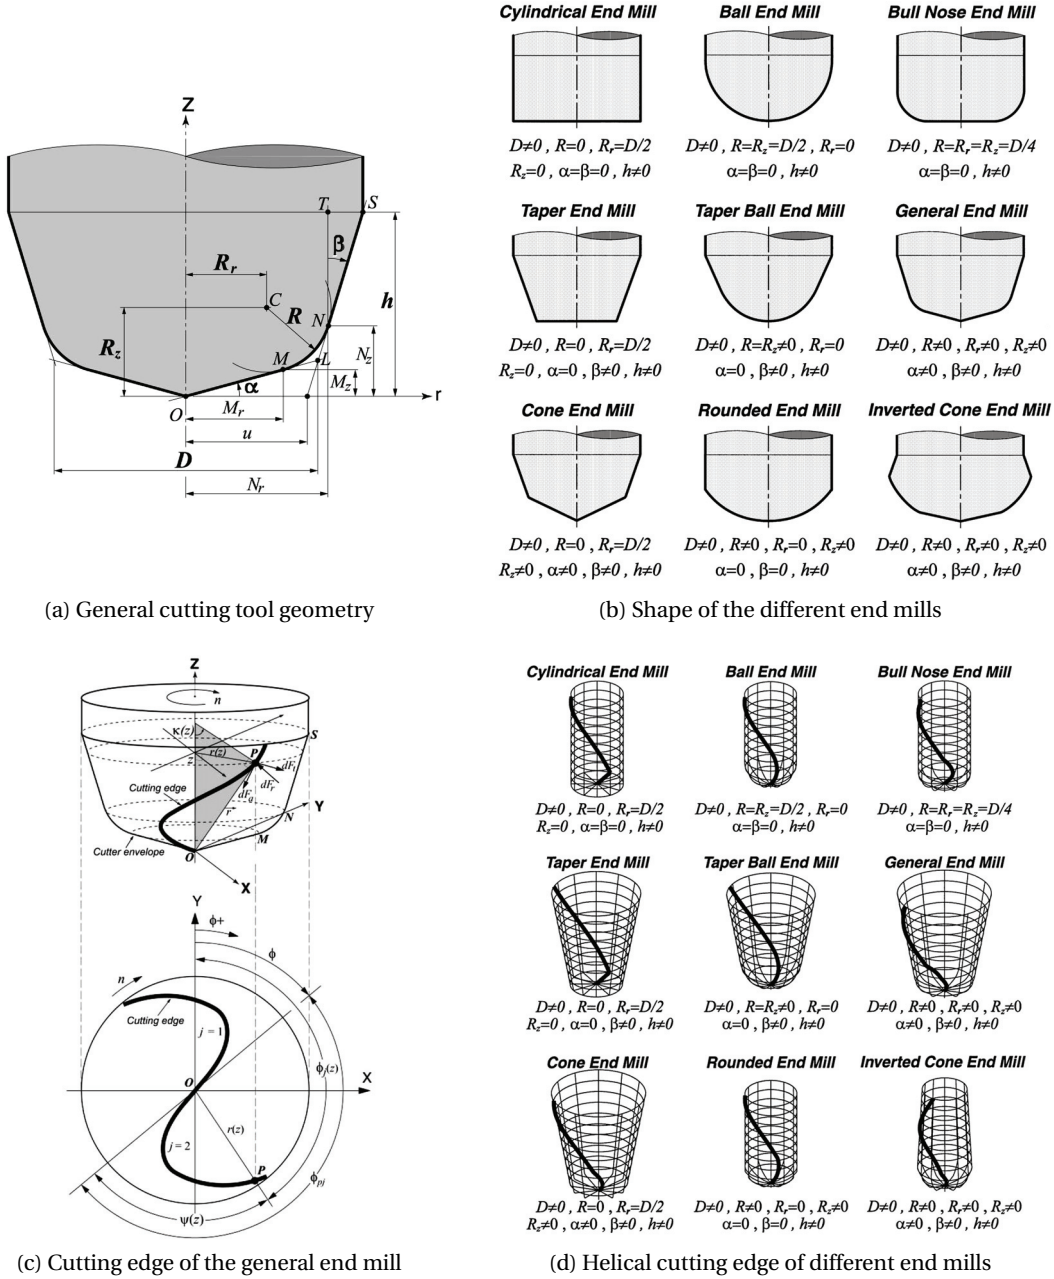 Z
T
S
β
R_r
C
R
h
N
R_z
N_z
M
L
M_z
α
r
O
M_r
u
D
N_r
(a) General cutting tool geometry
Cylindrical End Mill
Ball End Mill
Bull Nose End Mill
D≠0 , R=0 , R_r=D/2
R_z=0 , α=β=0 , h≠0
D≠0 , R=R_z=D/2 , R_r=0
α=β=0 , h≠0
D≠0 , R=R_r=R_z=D/4
α=β=0 , h≠0
Taper End Mill
Taper Ball End Mill
General End Mill
D≠0 , R=0 , R_r=D/2
R_z=0 , α=0 , β≠0 , h≠0
D≠0 , R=R_z≠0 , R_r=0
α=0 , β≠0 , h≠0
D≠0 , R≠0 , R_r≠0 , R_z≠0
α≠0 , β≠0 , h≠0
Cone End Mill
Rounded End Mill
Inverted Cone End Mill
D≠0 , R=0 , R_r=D/2
R_z≠0 , α≠0 , β≠0 , h≠0
D≠0 , R≠0 , R_r=0 , R_z≠0
α=0 , β=0 , h≠0
D≠0 , R≠0 , R_r≠0 , R_z≠0
α≠0 , β≠0 , h≠0
(b) Shape of the different end mills
Z
n
κ(z)
S
r(z)
P
z
dF_t
dF_r
dF_a
Cutting edge
r
Y
N
M
Cutter envelope
O
X
Y
ϕ+
ϕ
n
Cutting edge
j = 1
ϕ_j(z)
O
X
r(z)
j = 2
P
ϕ_pj
ψ(z)
(c) Cutting edge of the general end mill
Cylindrical End Mill
Ball End Mill
Bull Nose End Mill
D≠0 , R=0 , R_r=D/2
R_z=0 , α=β=0 , h≠0
D≠0 , R=R_z=D/2 , R_r=0
α=β=0 , h≠0
D≠0 , R=R_r=R_z=D/4
α=β=0 , h≠0
Taper End Mill
Taper Ball End Mill
General End Mill
D≠0 , R=0 , R_r=D/2
R_z=0 , α=0 , β≠0 , h≠0
D≠0 , R=R_z≠0 , R_r=0
α=0 , β≠0 , h≠0
D≠0 , R≠0 , R_r≠0 , R_z≠0
α≠0 , β≠0 , h≠0
Cone End Mill
Rounded End Mill
Inverted Cone End Mill
D≠0 , R=0 , R_r=D/2
R_z≠0 , α≠0 , β≠0 , h≠0
D≠0 , R≠0 , R_r=0 , R_z≠0
α=0 , β=0 , h≠0
D≠0 , R≠0 , R_r≠0 , R_z≠0
α≠0 , β≠0 , h≠0
(d) Helical cutting edge of different end mills